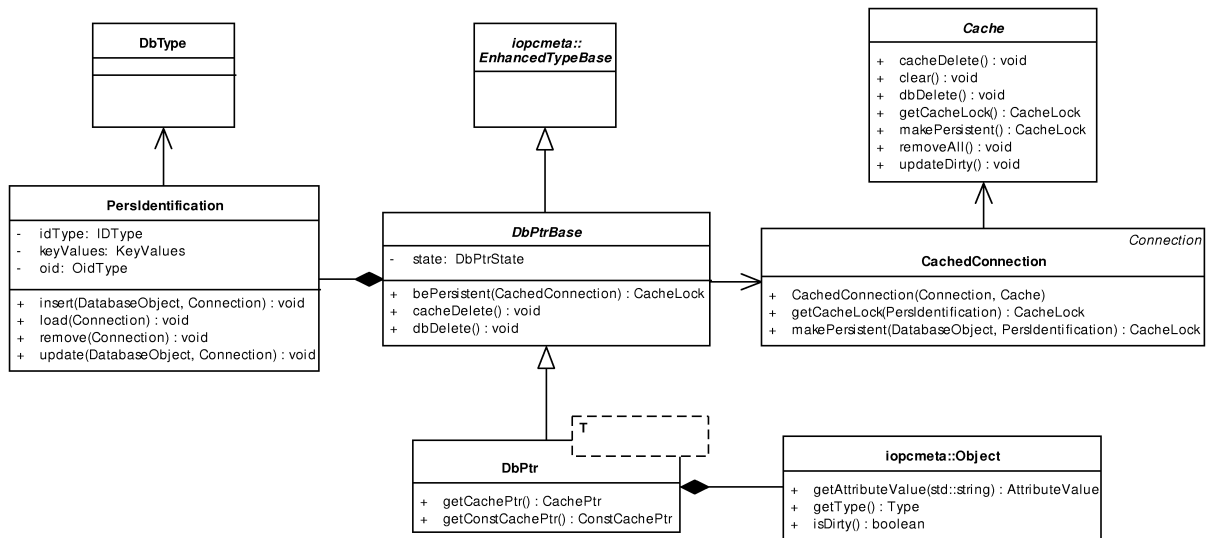 DbType
iopcmeta::
EnhancedTypeBase
Cache
+ cacheDelete() : void
+ clear() : void
+ dbDelete() : void
+ getCacheLock() : CacheLock
+ makePersistent() : CacheLock
+ removeAll() : void
+ updateDirty() : void
PersIdentification
- idType: IDType
- keyValues: KeyValues
- oid: OidType
+ insert(DatabaseObject, Connection) : void
+ load(Connection) : void
+ remove(Connection) : void
+ update(DatabaseObject, Connection) : void
DbPtrBase
- state: DbPtrState
+ bePersistent(CachedConnection) : CacheLock
+ cacheDelete() : void
+ dbDelete() : void
Connection
CachedConnection
+ CachedConnection(Connection, Cache)
+ getCacheLock(PersIdentification) : CacheLock
+ makePersistent(DatabaseObject, PersIdentification) : CacheLock
T
DbPtr
+ getCachePtr() : CachePtr
+ getConstCachePtr() : ConstCachePtr
iopcmeta::Object
+ getAttributeValue(std::string) : AttributeValue
+ getType() : Type
+ isDirty() : boolean